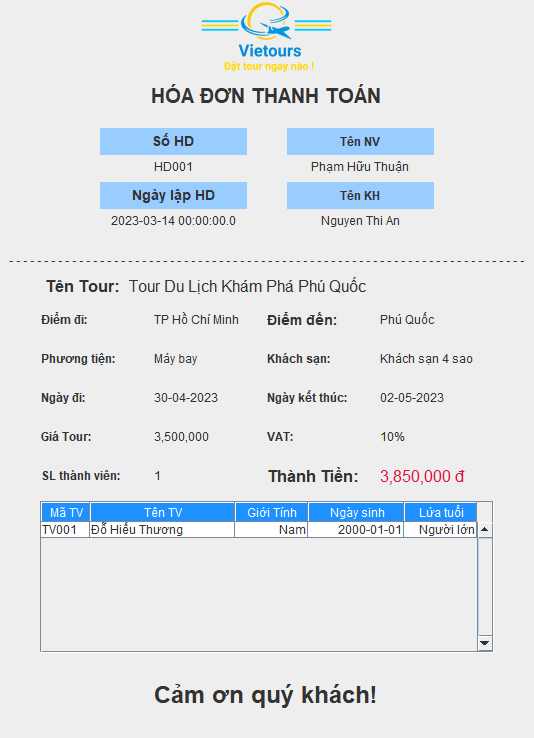 Vietours
Đặt tour ngay nào !
HÓA ĐƠN THANH TOÁN
Số HD Tên NV
HD001 Phạm Hữu Thuận
Ngày lập HD Tên KH
2023-03-14 00:00:00.0 Nguyen Thi An
Tên Tour: Tour Du Lịch Khám Phá Phú Quốc
Điểm đi: TP Hồ Chí Minh Điểm đến: Phú Quốc
Phương tiện: Máy bay Khách sạn: Khách sạn 4 sao
Ngày đi: 30-04-2023 Ngày kết thúc: 02-05-2023
Giá Tour: 3,500,000 VAT: 10%
SL thành viên: 1 Thành Tiền: 3,850,000 đ
Mã TV Tên TV Giới Tính Ngày sinh Lứa tuổi
TV001 Đỗ Hiếu Thương Nam 2000-01-01 Người lớn
Cảm ơn quý khách!